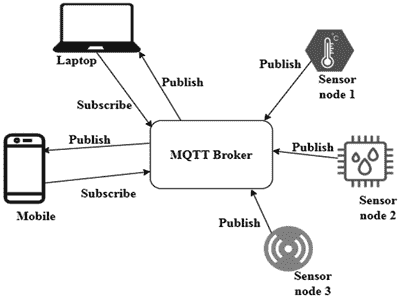 Laptop
Publish
Subscribe
Publish
Sensor
node 1
°C
Publish
MQTT Broker
Subscribe
Mobile
Publish
Sensor
node 2
Publish
Sensor
node 3